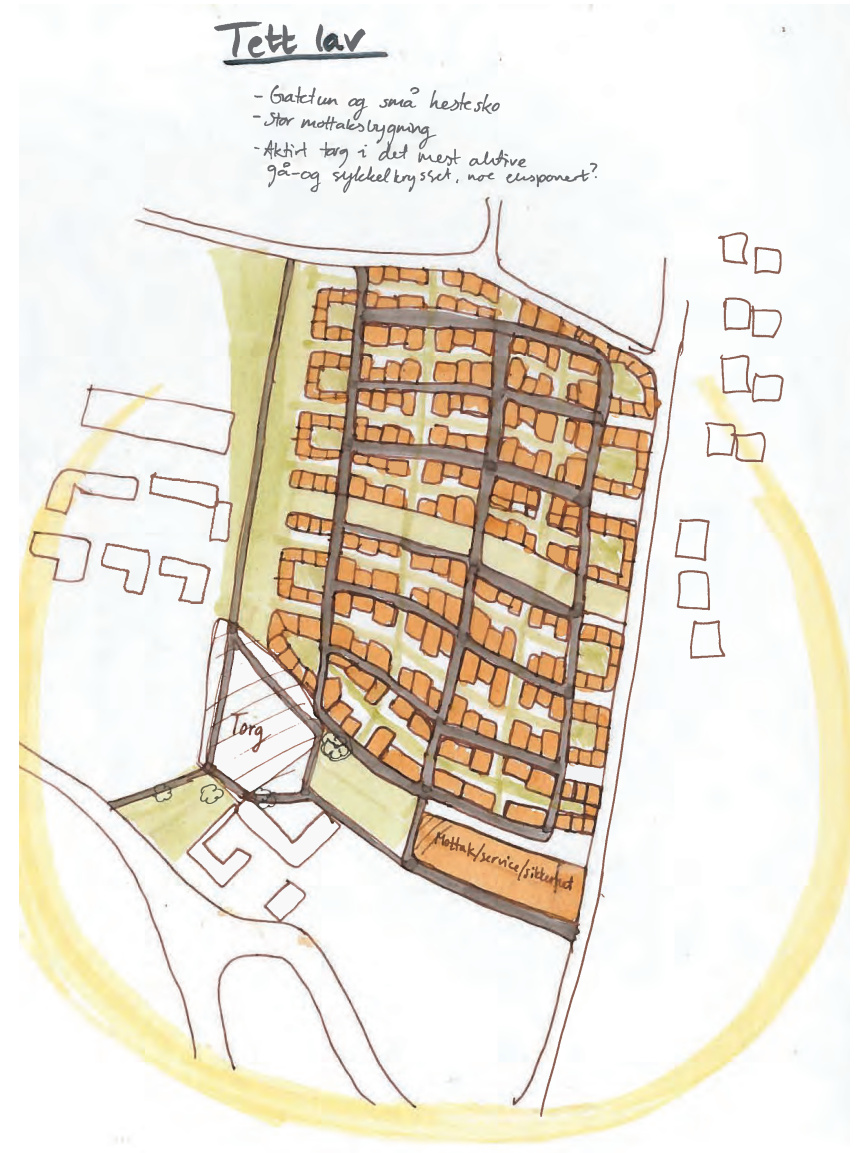 Tett lav
- Gatetun og små hestesko
- Stor mottaksbygning
- Aktivt torg i det mest aktive
gå-og sykkelkrysset, noe eksponert?
Torg
Mottak/service/sikkerhet